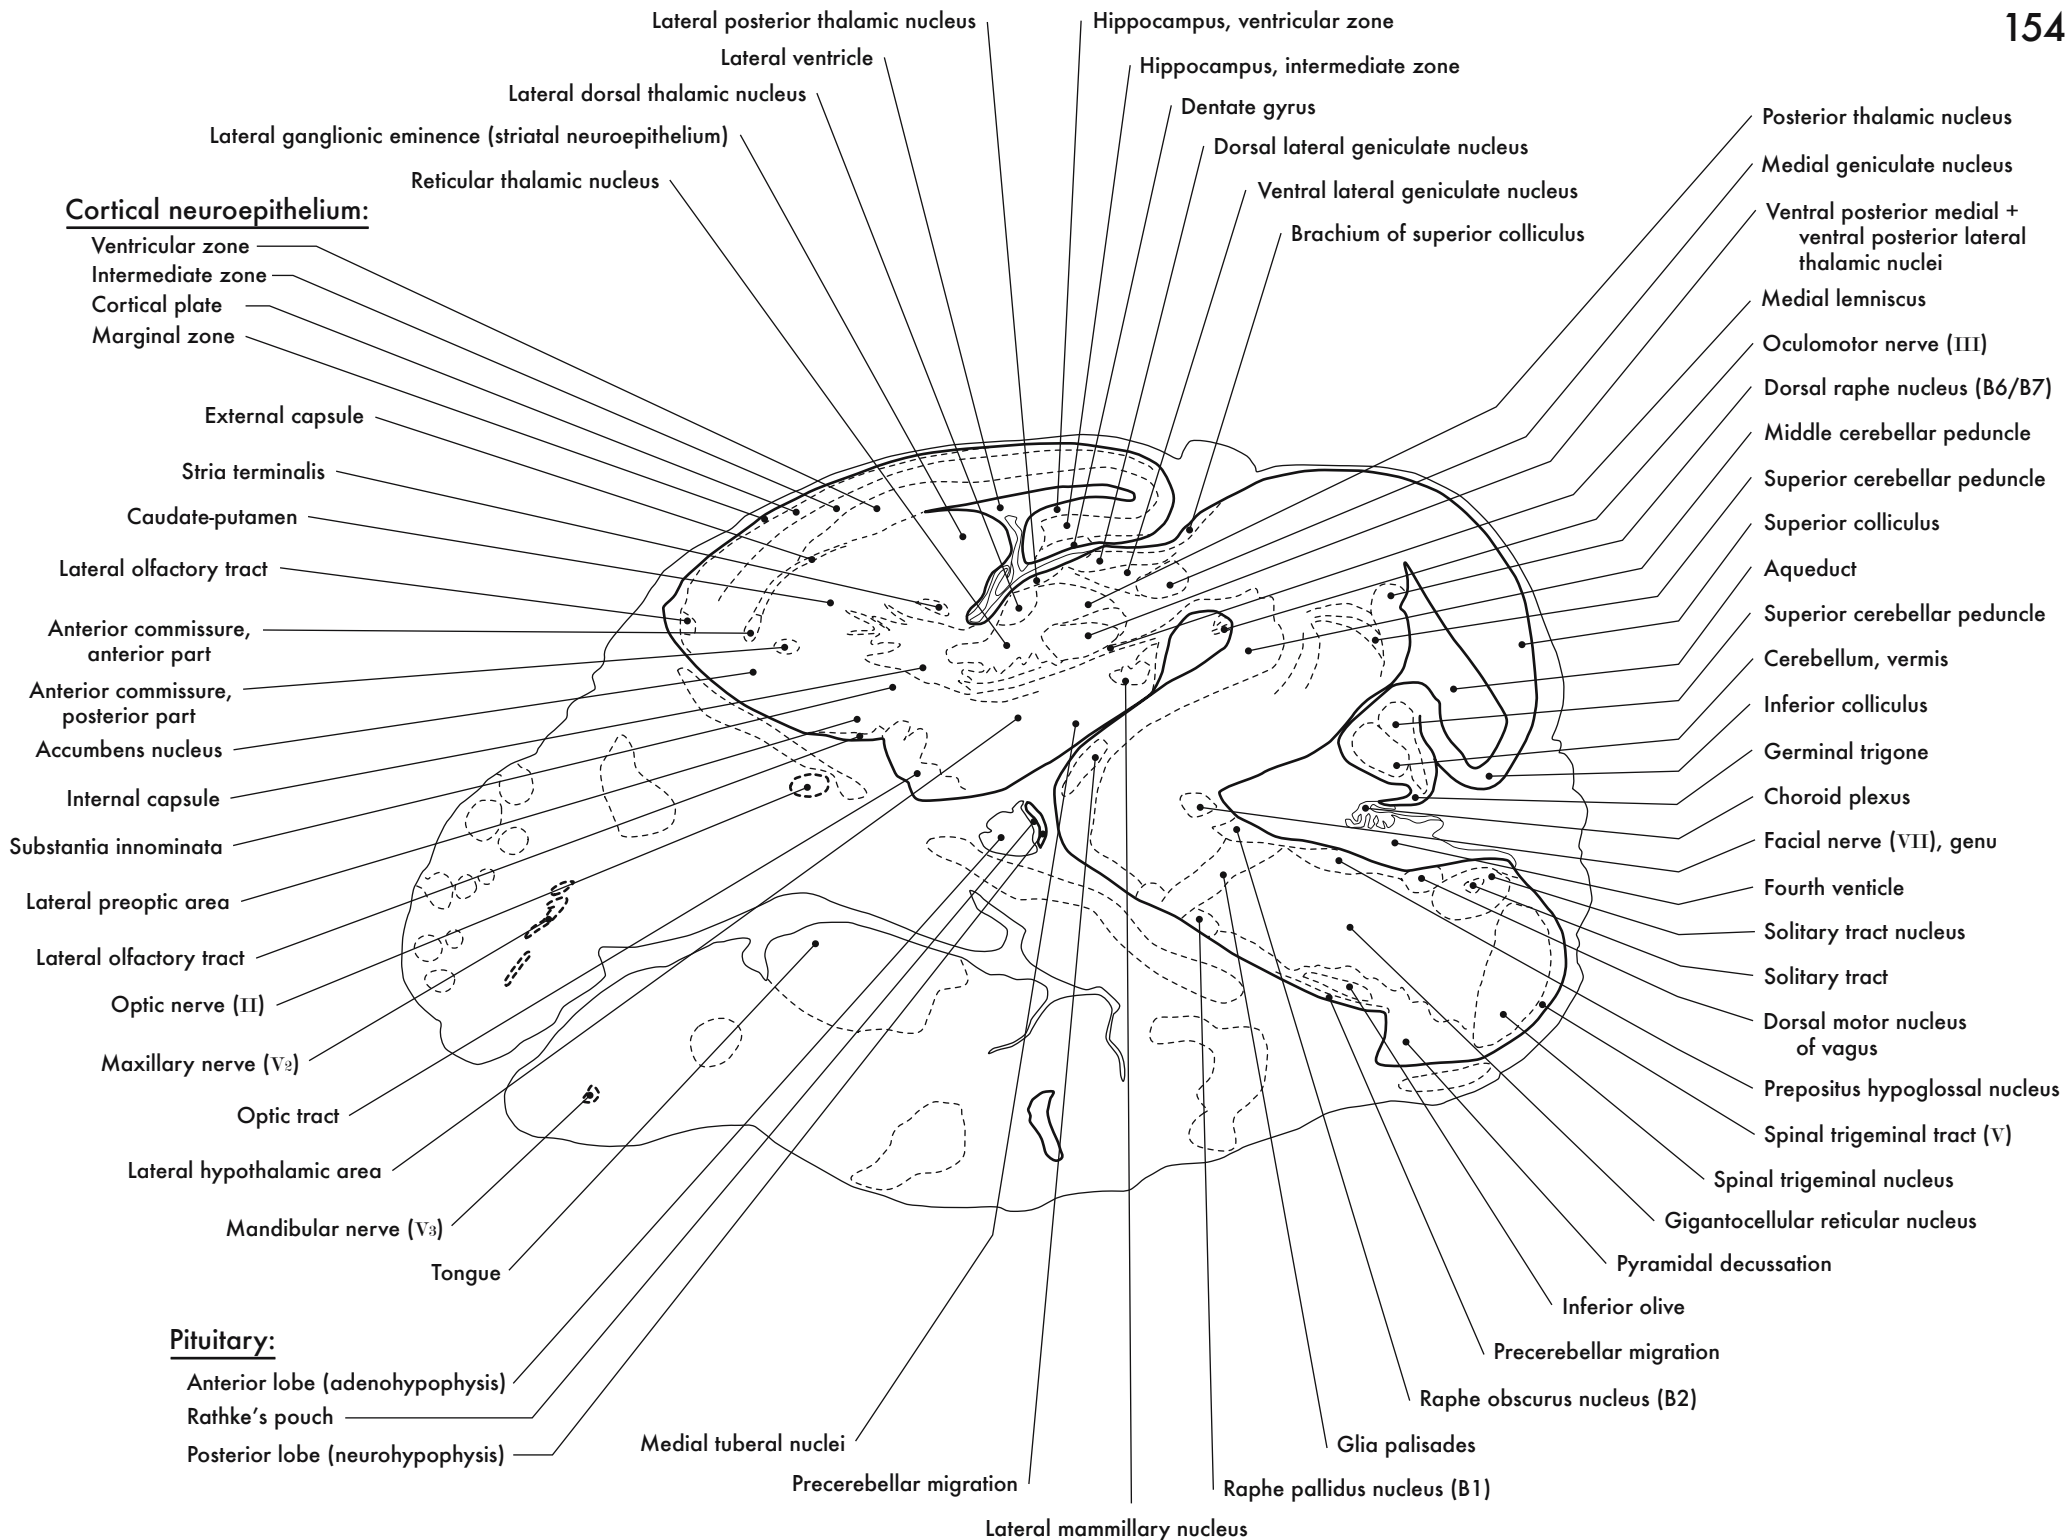 154
Lateral posterior thalamic nucleus
Lateral ventricle
Lateral dorsal thalamic nucleus
Lateral ganglionic eminence (striatal neuroepithelium)
Reticular thalamic nucleus
Hippocampus, ventricular zone
Hippocampus, intermediate zone
Dentate gyrus
Dorsal lateral geniculate nucleus
Ventral lateral geniculate nucleus
Brachium of superior colliculus
Cortical neuroepithelium:
Ventricular zone
Intermediate zone
Cortical plate
Marginal zone
External capsule
Stria terminalis
Caudate-putamen
Lateral olfactory tract
Anterior commissure,
anterior part
Anterior commissure,
posterior part
Accumbens nucleus
Internal capsule
Substantia innominata
Lateral preoptic area
Lateral olfactory tract
Optic nerve (II)
Maxillary nerve (V2)
Optic tract
Lateral hypothalamic area
Mandibular nerve (V3)
Tongue
Pituitary:
Anterior lobe (adenohypophysis)
Rathke's pouch
Posterior lobe (neurohypophysis)
Posterior thalamic nucleus
Medial geniculate nucleus
Ventral posterior medial +
ventral posterior lateral
thalamic nuclei
Medial lemniscus
Oculomotor nerve (III)
Dorsal raphe nucleus (B6/B7)
Middle cerebellar peduncle
Superior cerebellar peduncle
Superior colliculus
Aqueduct
Superior cerebellar peduncle
Cerebellum, vermis
Inferior colliculus
Germinal trigone
Choroid plexus
Facial nerve (VII), genu
Fourth venticle
Solitary tract nucleus
Solitary tract
Dorsal motor nucleus
of vagus
Prepositus hypoglossal nucleus
Spinal trigeminal tract (V)
Spinal trigeminal nucleus
Gigantocellular reticular nucleus
Pyramidal decussation
Inferior olive
Precerebellar migration
Raphe obscurus nucleus (B2)
Glia palisades
Raphe pallidus nucleus (B1)
Medial tuberal nuclei
Precerebellar migration
Lateral mammillary nucleus